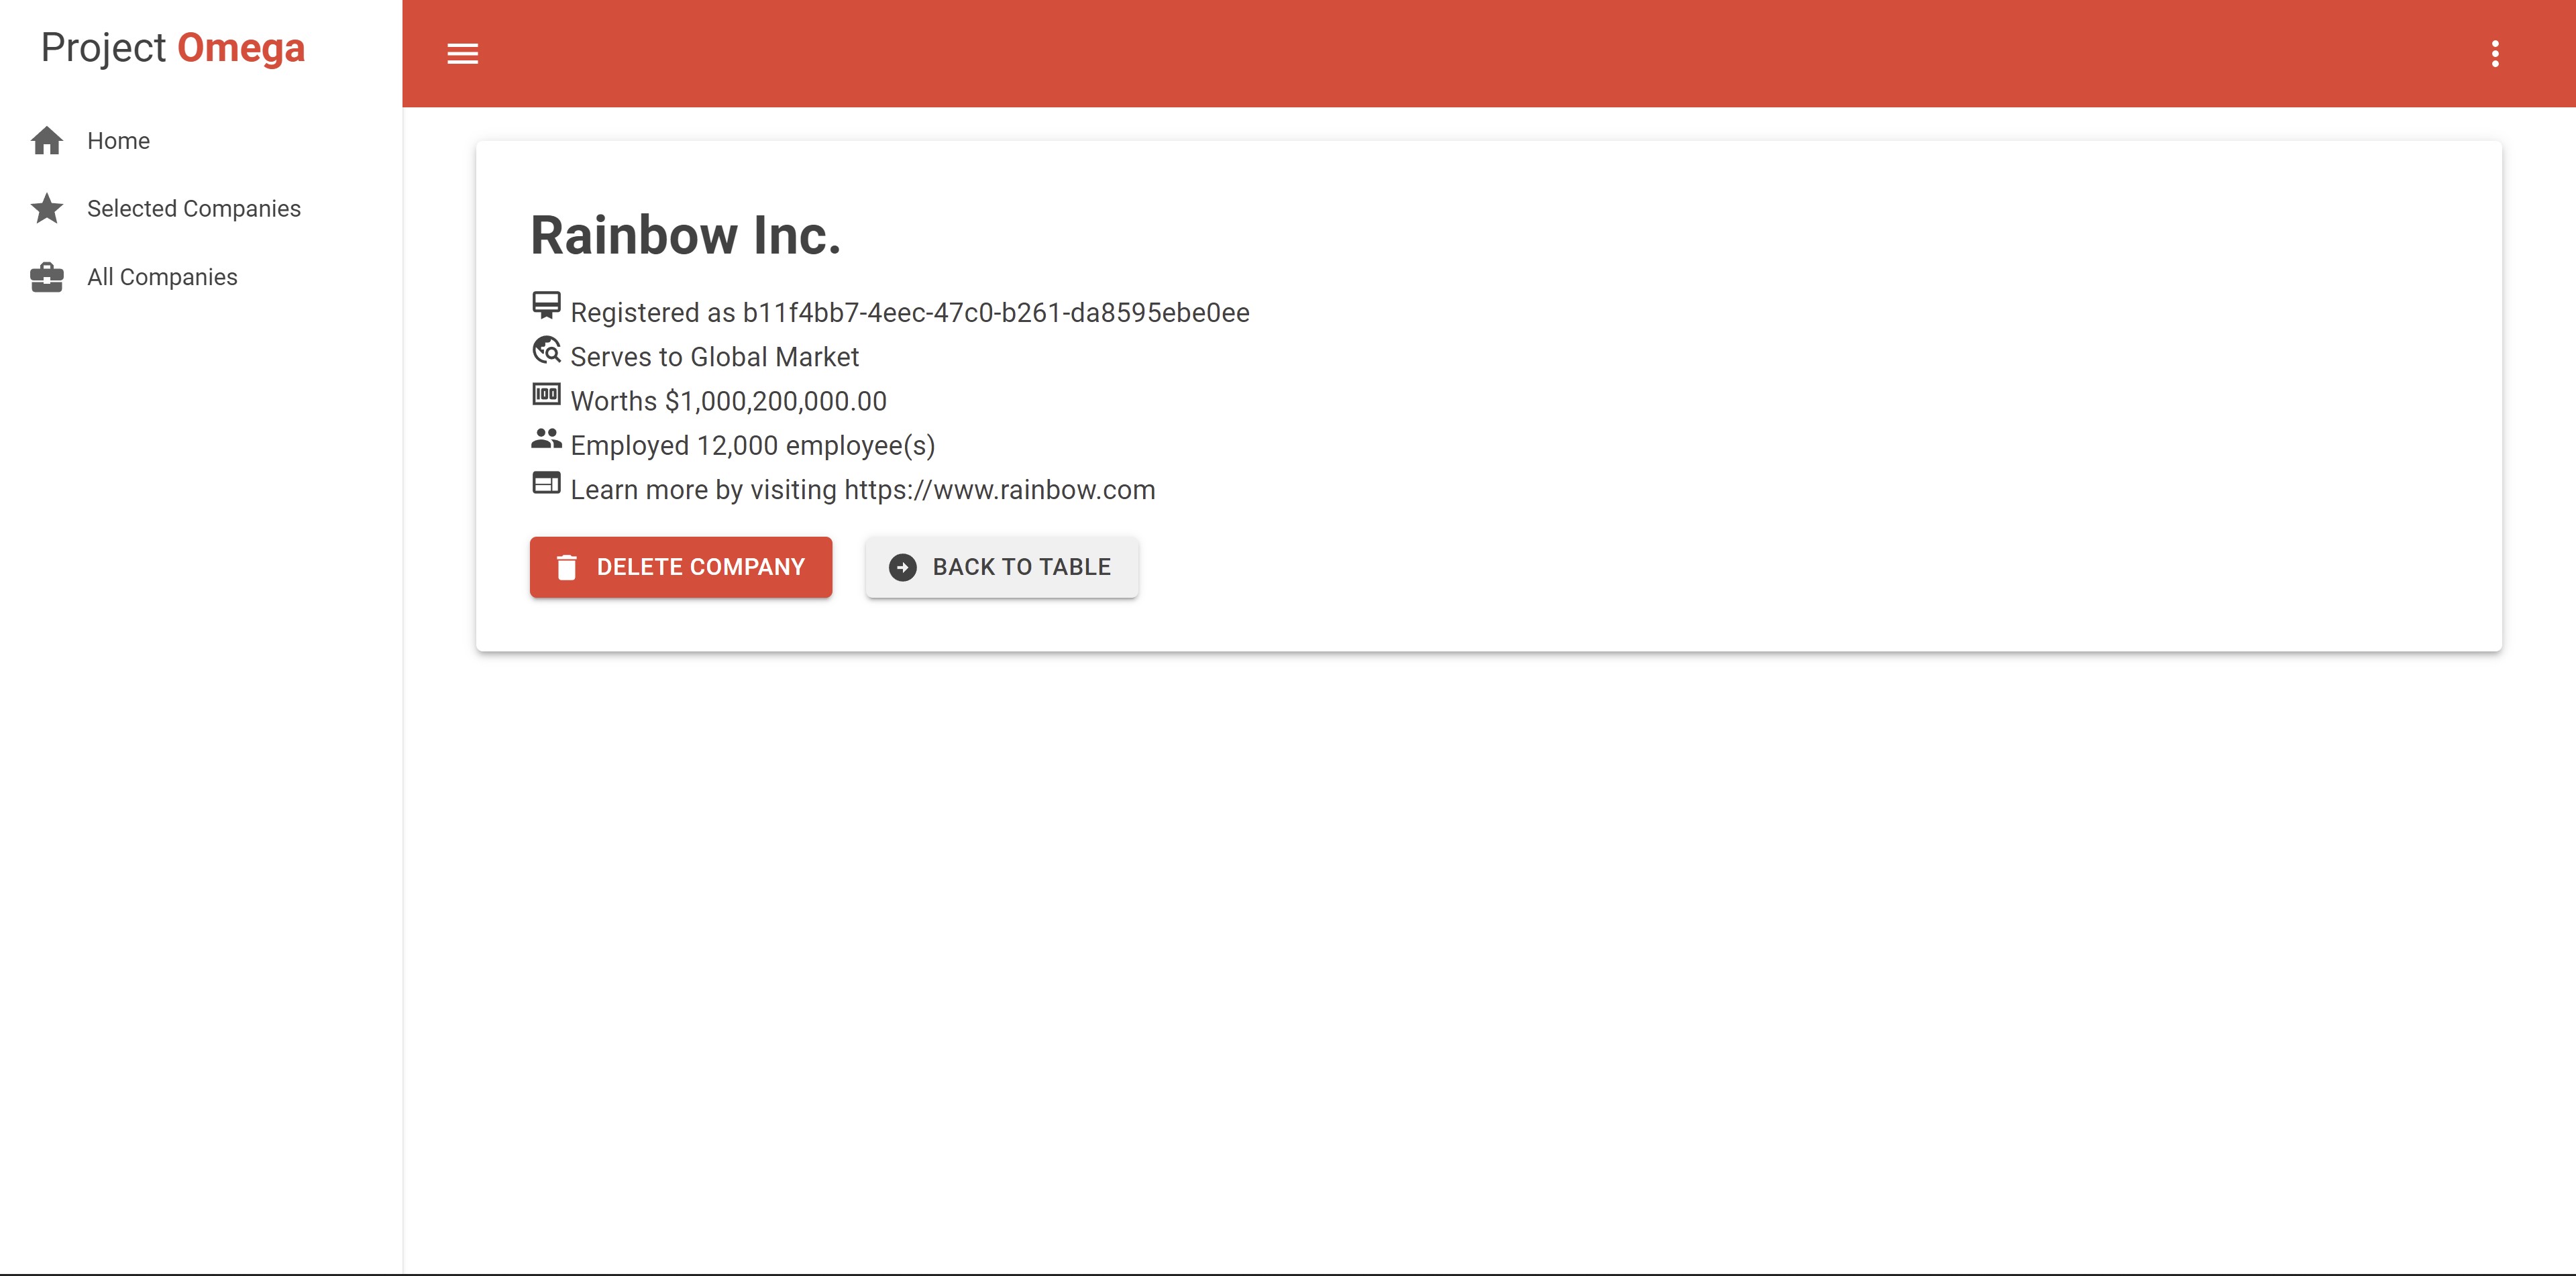 Project Omega
Home
Selected Companies
All Companies
Rainbow Inc.
Registered as b11f4bb7-4eec-47c0-b261-da8595ebe0ee
Serves to Global Market
Worths $1,000,200,000.00
Employed 12,000 employee(s)
Learn more by visiting https://www.rainbow.com
DELETE COMPANY
BACK TO TABLE